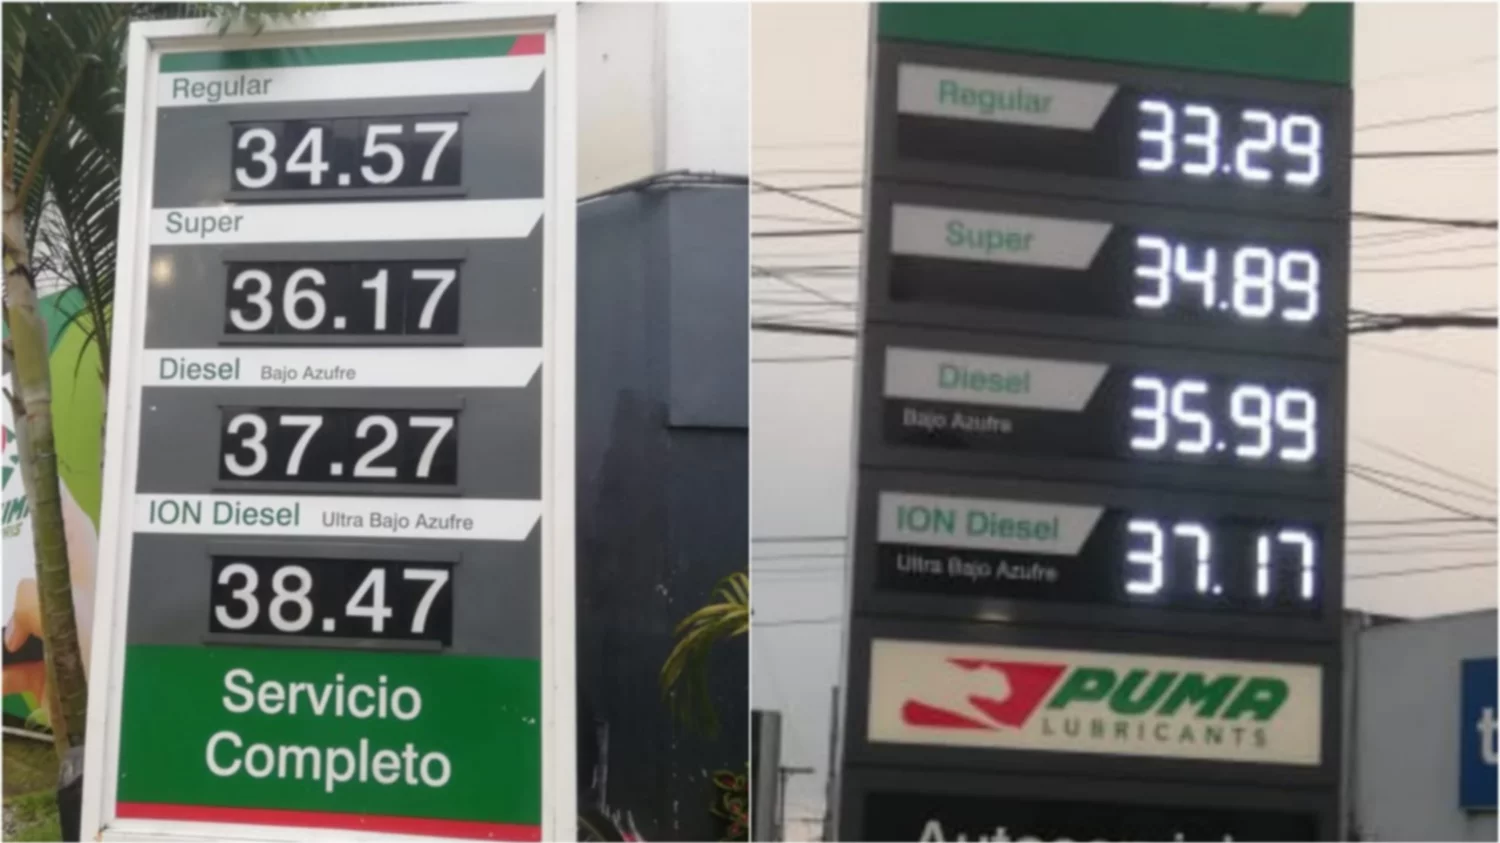 Regular
34.57
Super
36.17
Diesel Bajo Azufre
37.27
ION Diesel Ultra Bajo Azufre
38.47
Servicio
Completo
Regular
33.29
Super
34.89
Diesel
Bajo Azufre
35.99
ION Diesel
Ultra Bajo Azufre
37.17
PUMA
LUBRICANTS